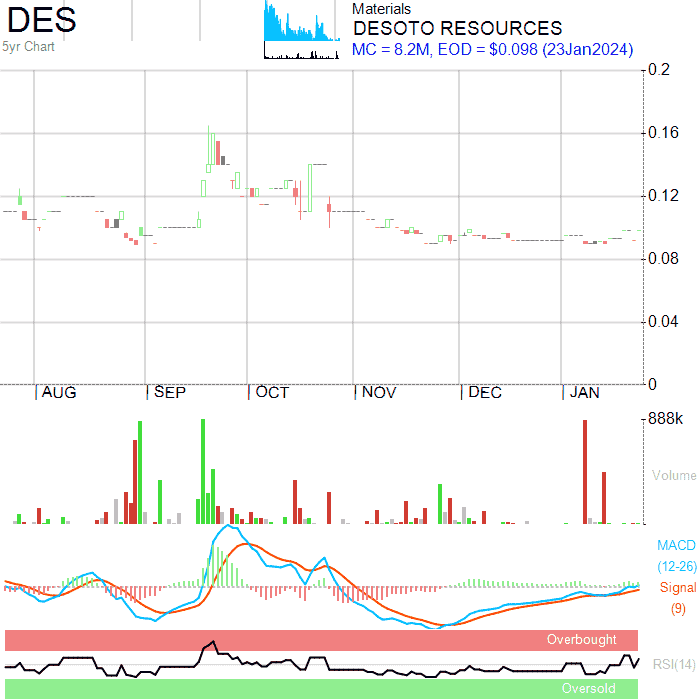 DES
5yr Chart
Materials
DESOTO RESOURCES
MC = 8.2M, EOD = $0.098 (23Jan2024)
0.2
0.16
0.12
0.08
0.04
0
AUG SEP OCT NOV DEC JAN
888k
Volume
MACD
(12-26)
Signal
(9)
Overbought
RSI(14)
Oversold